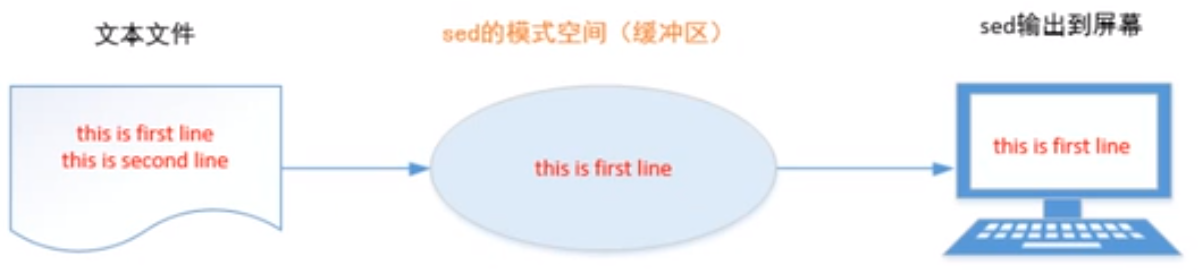 文本文件
sed的模式空间（缓冲区）
sed输出到屏幕
this is first line
this is second line
this is first line
this is first line